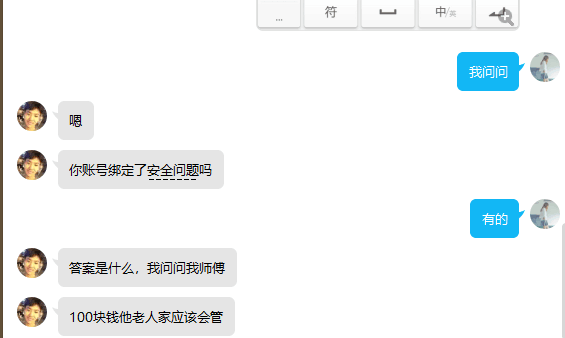 ... 符 中/英
我问问
嗯
你账号绑定了安全问题吗
有的
答案是什么，我问问我师傅
100块钱他老人家应该会管